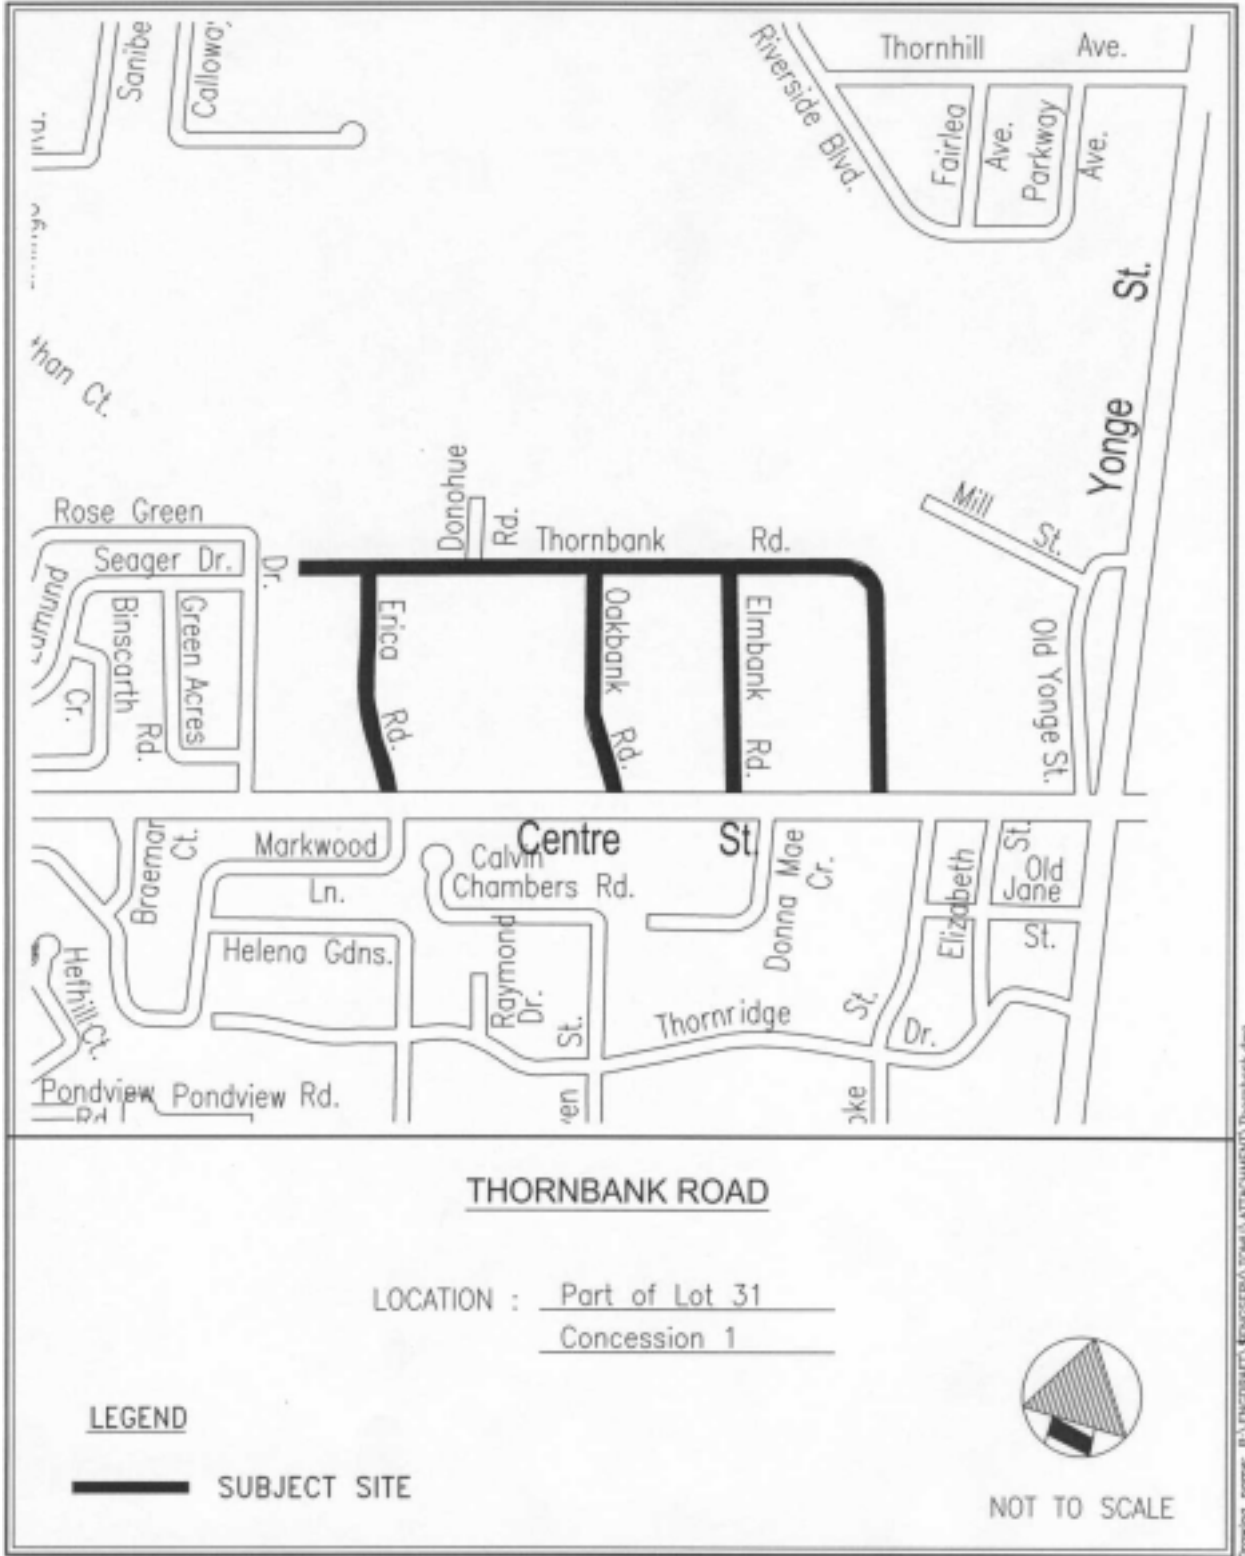 Sanibe
Thornhill Ave.
Riverside Blvd.
Fairlea Ave.
Parkway Ave.
Yonge St.
than Ct.
Rose Green Dr.
Seager Dr.
Binscarth Rd.
Green Acres
Cr.
Donohue Rd.
Thornbank Rd.
Erica Rd.
Oakbank Rd.
Elmbank Rd.
Mill St.
Old Yonge St.
Centre St.
Braemar Ct.
Markwood Ln.
Calvin
Chambers Rd.
Donna Mae Cr.
Elizabeth St.
Old
Jane
St.
Helena Gdns.
Raymond Dr.
Hefhill Ct.
St.
Thornridge Dr.
Pondview
Rd
Pondview Rd.
ven
oke
THORNBANK ROAD
LOCATION : Part of Lot 31
Concession 1
LEGEND
SUBJECT SITE
NOT TO SCALE